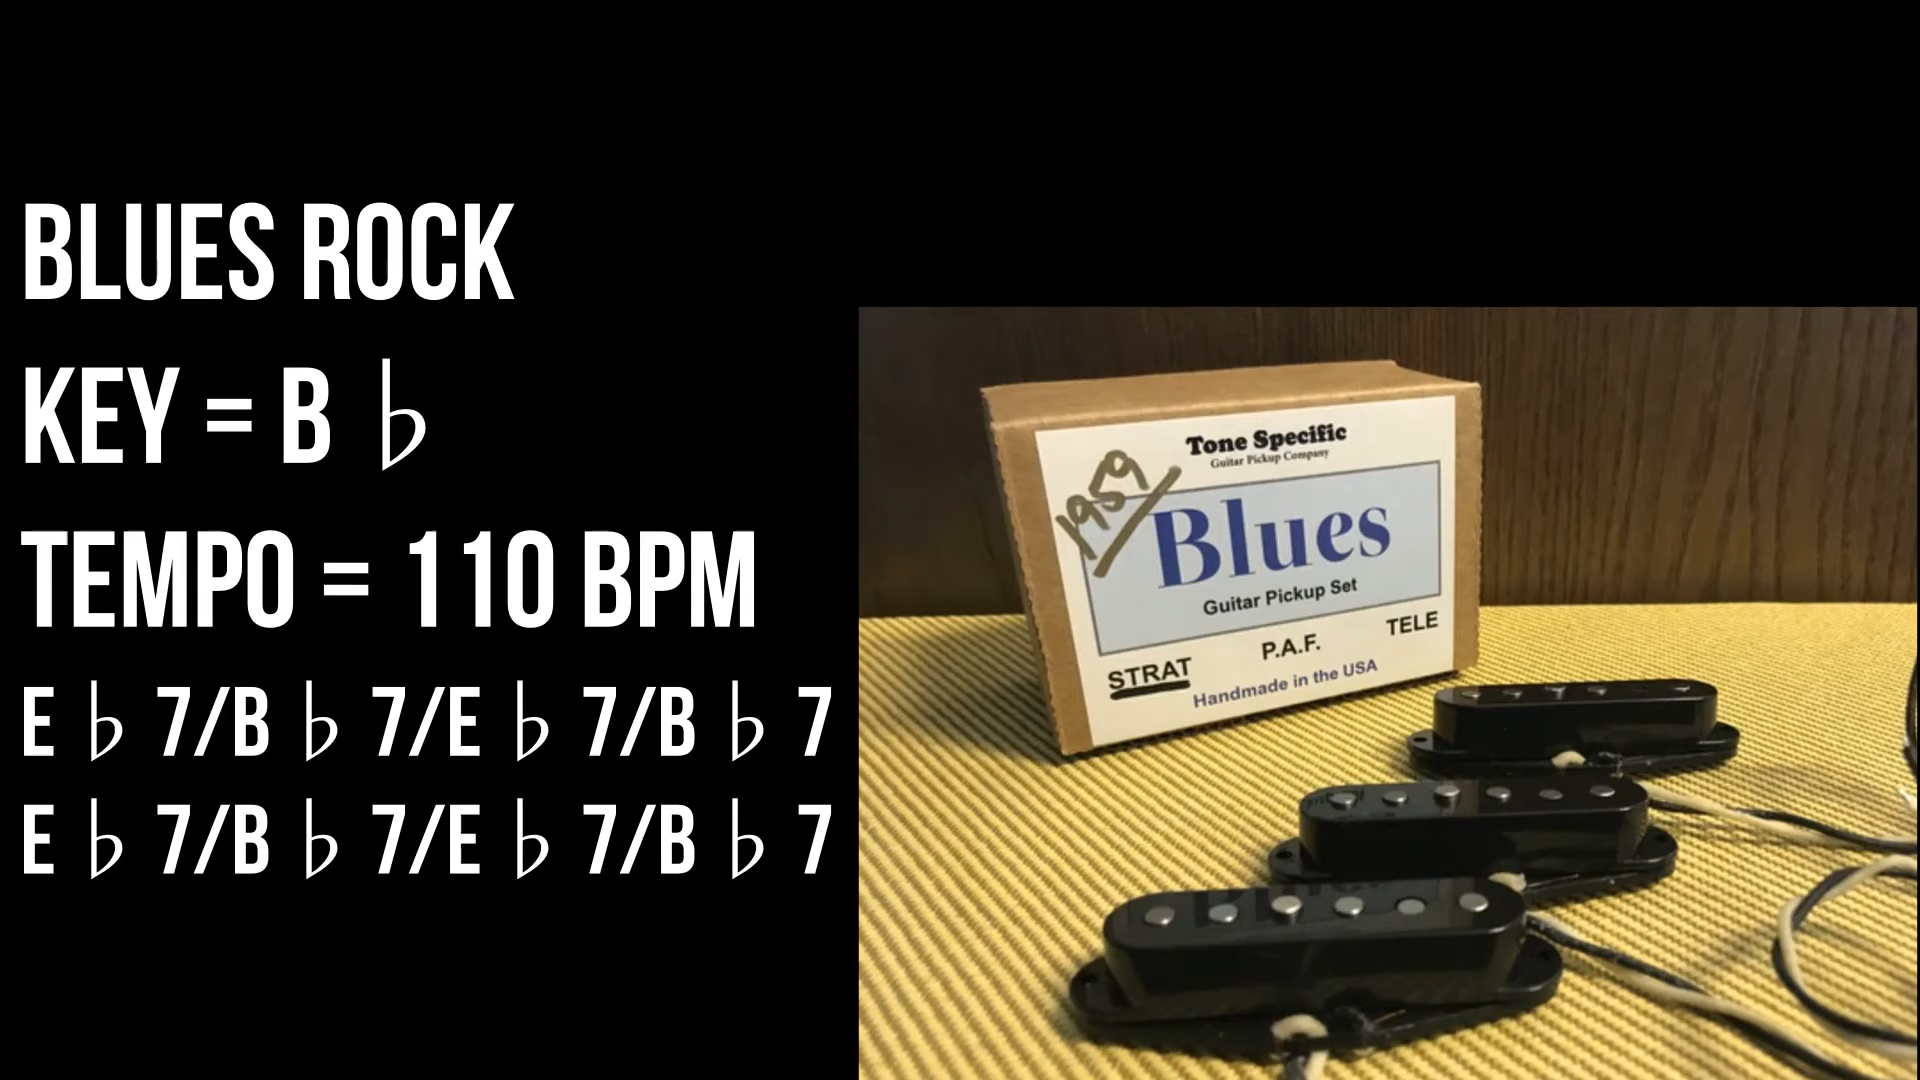 BLUES ROCK
KEY = B ♭
TEMPO = 110 BPM
E ♭ 7/B ♭ 7/E ♭ 7/B ♭ 7
E ♭ 7/B ♭ 7/E ♭ 7/B ♭ 7
Tone Specific
Guitar Pickup Company
1959
Blues
Guitar Pickup Set
STRAT P.A.F. TELE
Handmade in the USA